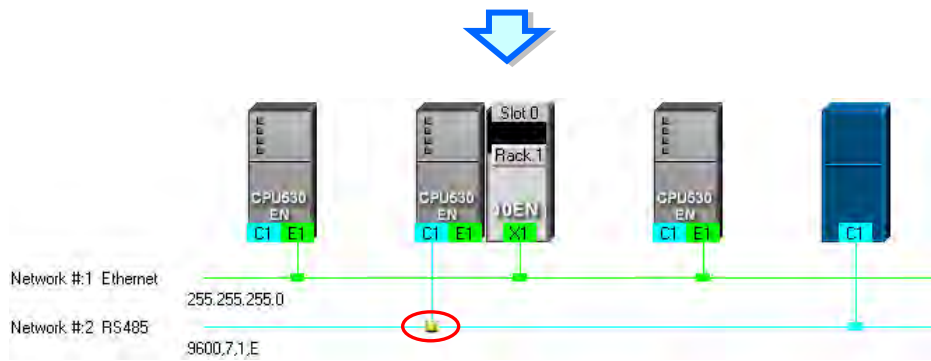 Slot 0
Rack 1
CPU530 EN
CPU530 EN
10EN
CPU530 EN
C1 E1
C1 E1
X1
C1 E1
C1
Network #:1 Ethernet
255.255.255.0
Network #:2 RS485
9600,7,1,E